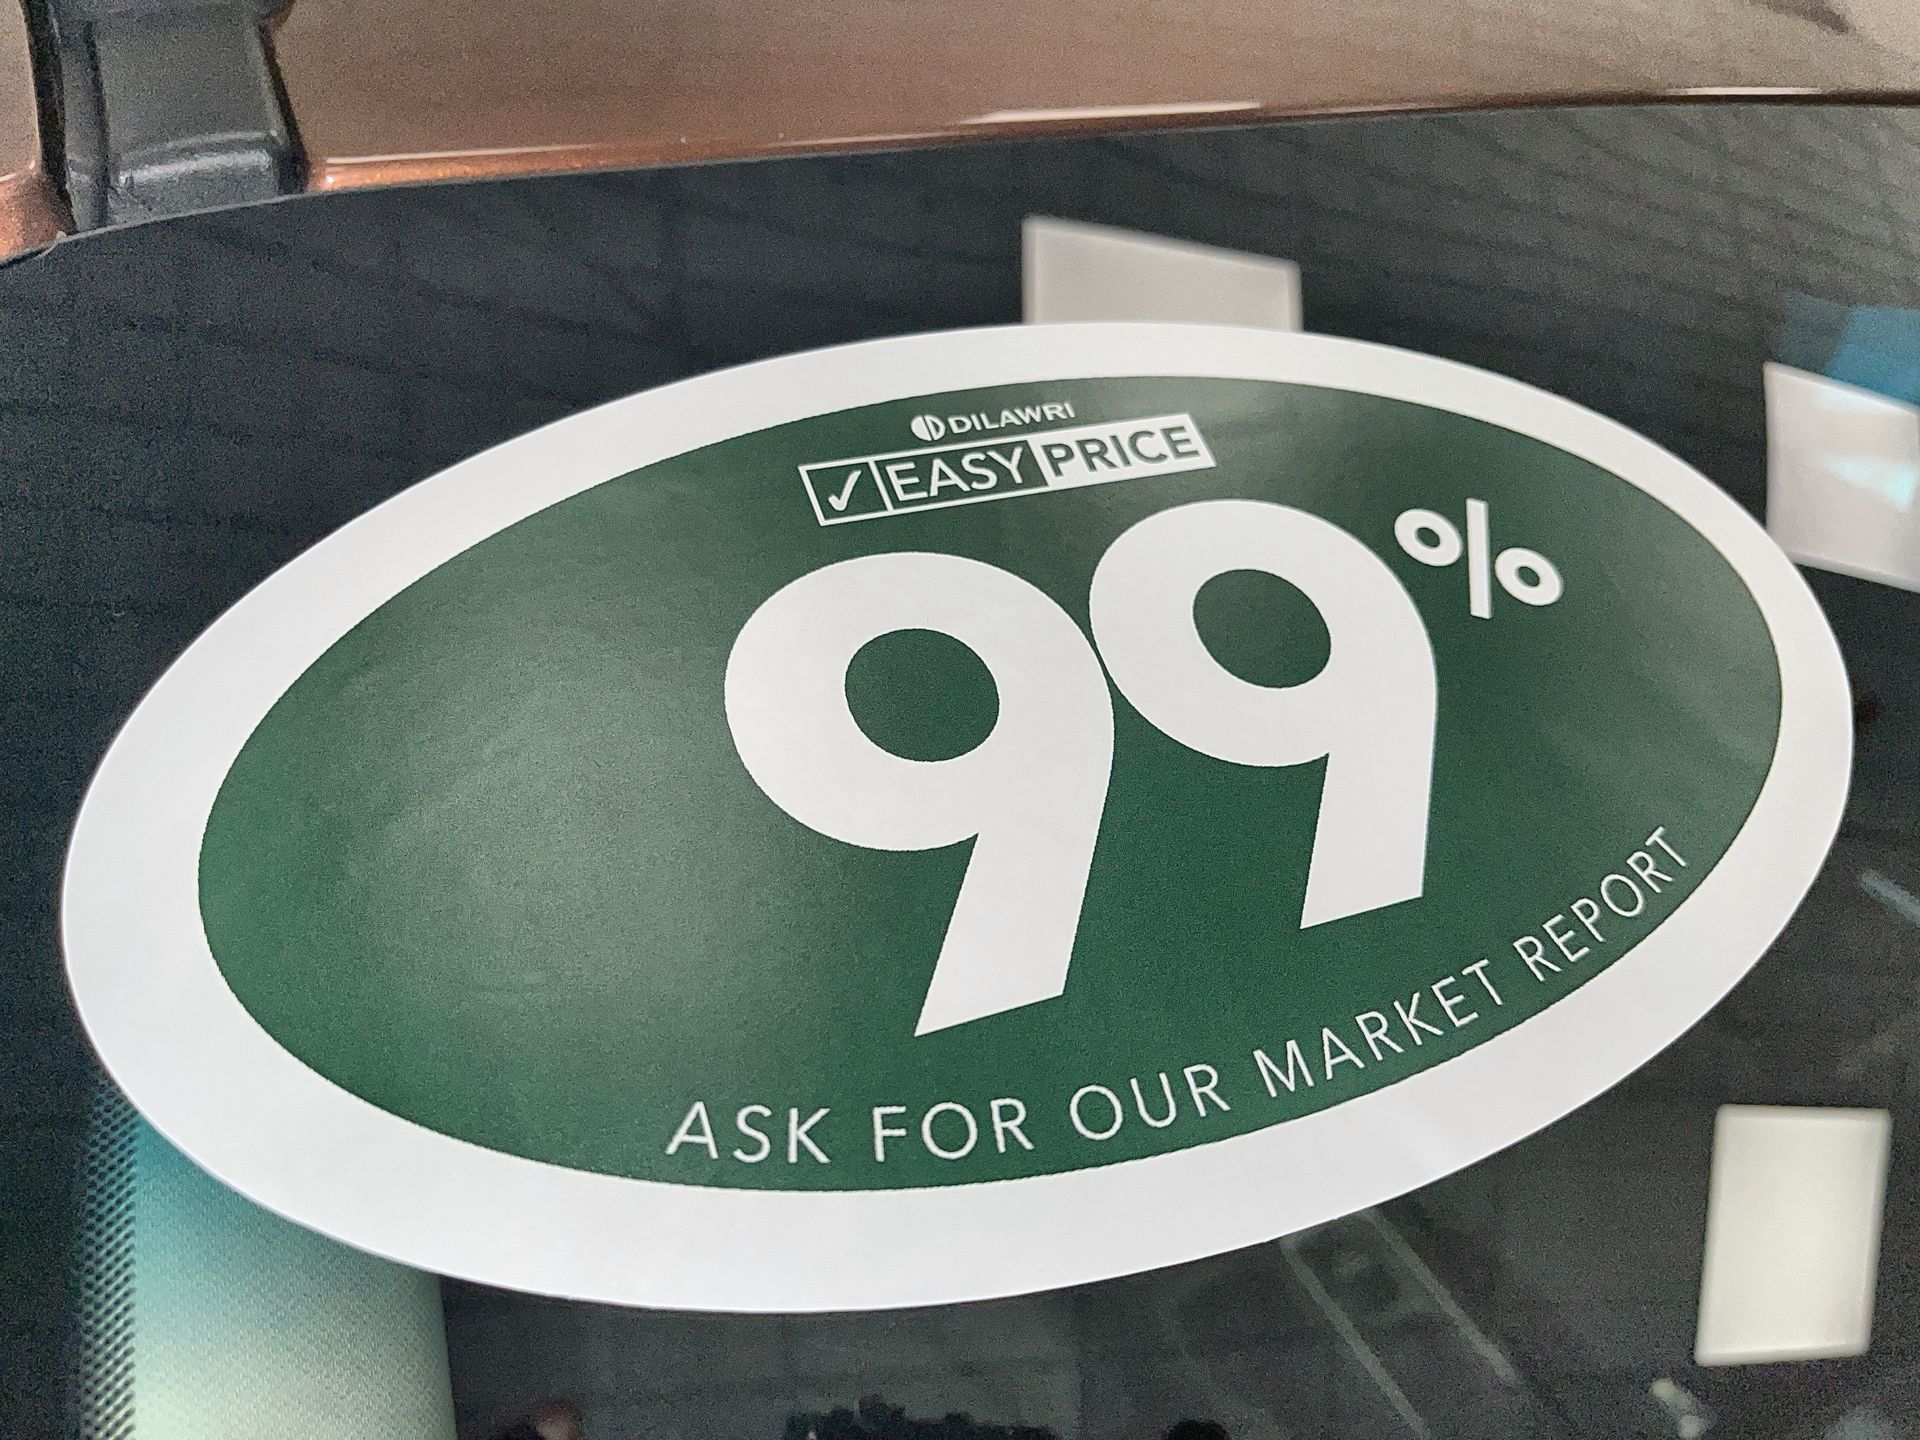 DILAWRI
✓ EASY PRICE
99%
ASK FOR OUR MARKET REPORT